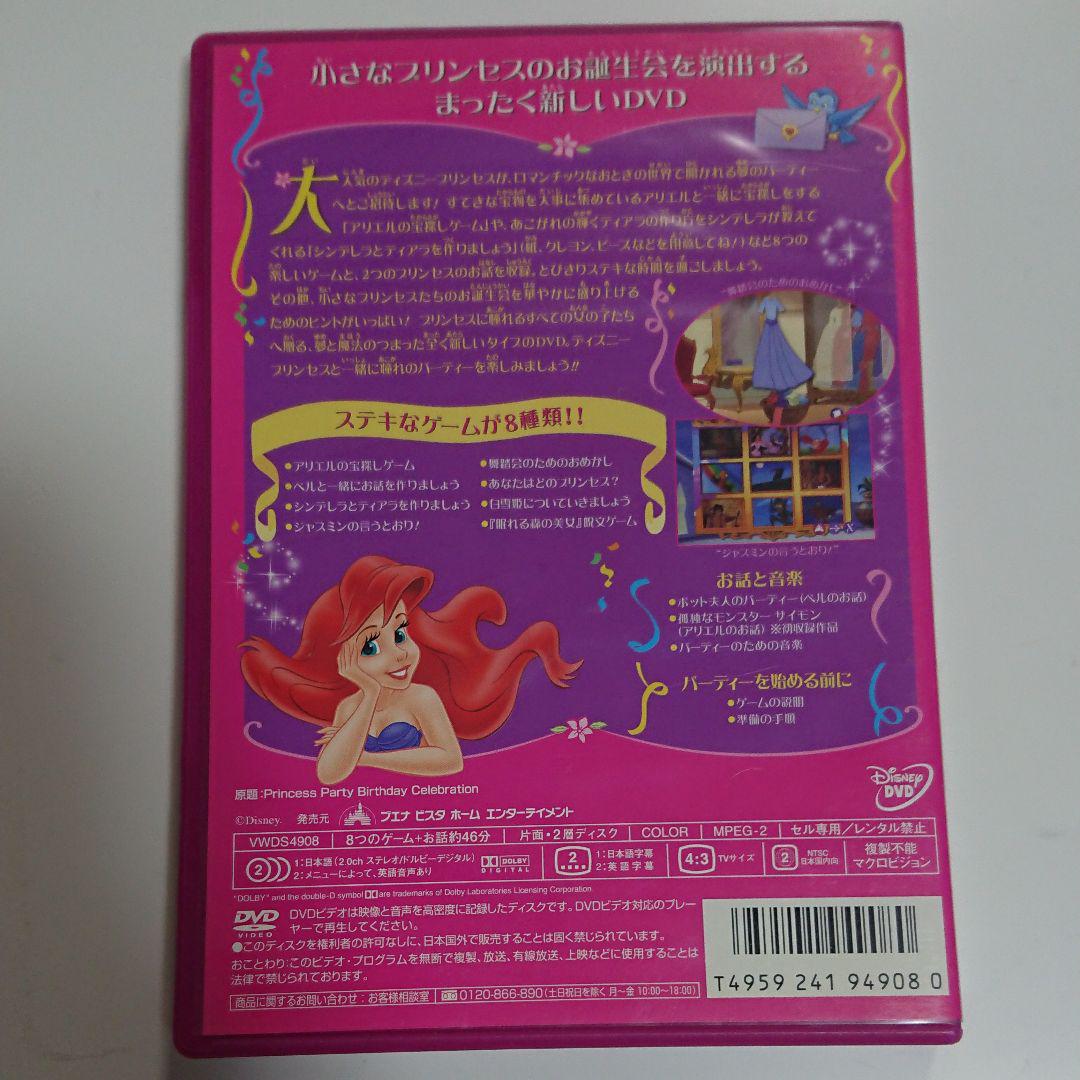 小さなプリンセスのお誕生会を演出する
まったく新しいDVD
大人気のディズニープリンセスが、ロマンチックなおとぎの世界で開かれる夢のパーティー
へとご招待します! すてきな宝物を大事に集めているアリエルと一緒に宝探しをする
「アリエルの宝探しゲーム」や、あこがれの輝くティアラの作り方をシンデレラが教えて
くれる「シンデレラとティアラを作りましょう」(紙、クレヨン、ビーズなどを用意してね!)など8つの
楽しいゲームと、2つのプリンセスのお話を収録。とびきりステキな時間を過ごしましょう。
その他、小さなプリンセスたちのお誕生会を華やかに盛り上げる
ためのヒントがいっぱい! プリンセスに憧れるすべての女の子たち
へ贈る、夢と魔法のつまった全く新しいタイプのDVD。ディズニー
プリンセスと一緒に憧れのパーティーを楽しみましょう!!
"舞踏会のためのおめかし"
ステキなゲームが8種類!!
●アリエルの宝探しゲーム
●ベルと一緒にお話を作りましょう
●シンデレラとティアラを作りましょう
●ジャスミンの言うとおり!
●舞踏会のためのおめかし
●あなたはどのプリンセス?
●白雪姫についていきましょう
●『眠れる森の美女』呪文ゲーム
"ジャスミンの言うとおり!"
お話と音楽
●ポット夫人のパーティー(ベルのお話)
●孤独なモンスター サイモン
(アリエルのお話) ※初収録作品
●パーティーのための音楽
パーティーを始める前に
●ゲームの説明
●準備の手順
原題:Princess Party Birthday Celebration
DISNEY DVD
©Disney. 発売元 ブエナ ビスタ ホーム エンターテイメント
VWDS4908 8つのゲーム+お話約46分 片面・2層ディスク COLOR MPEG-2 セル専用/レンタル禁止
2 1:日本語(2.0ch ステレオ/ドルビーデジタル)
2:メニューによって、英語音声あり
DOLBY DIGITAL
2 1:日本語字幕
2:英語字幕
4:3 TVサイズ
2 NTSC
日本国内向
複製不能
マクロビジョン
"DOLBY" and the double-D symbol are trademarks of Dolby Laboratories Licensing Corporation.
DVD VIDEO
DVDビデオは映像と音声を高密度に記録したディスクです。DVDビデオ対応のプレー
ヤーで再生してください。
●このディスクを権利者の許可なしに、日本国外で販売することは固く禁じられています。
おことわり:このビデオ・プログラムを無断で複製、放送、有線放送、上映などに使用することは
法律で禁じられております。
商品に関するお問い合わせ:お客様相談室 0120-866-890(土日祝日を除く 月〜金 10:00〜18:00)
T4959 241 94908 0